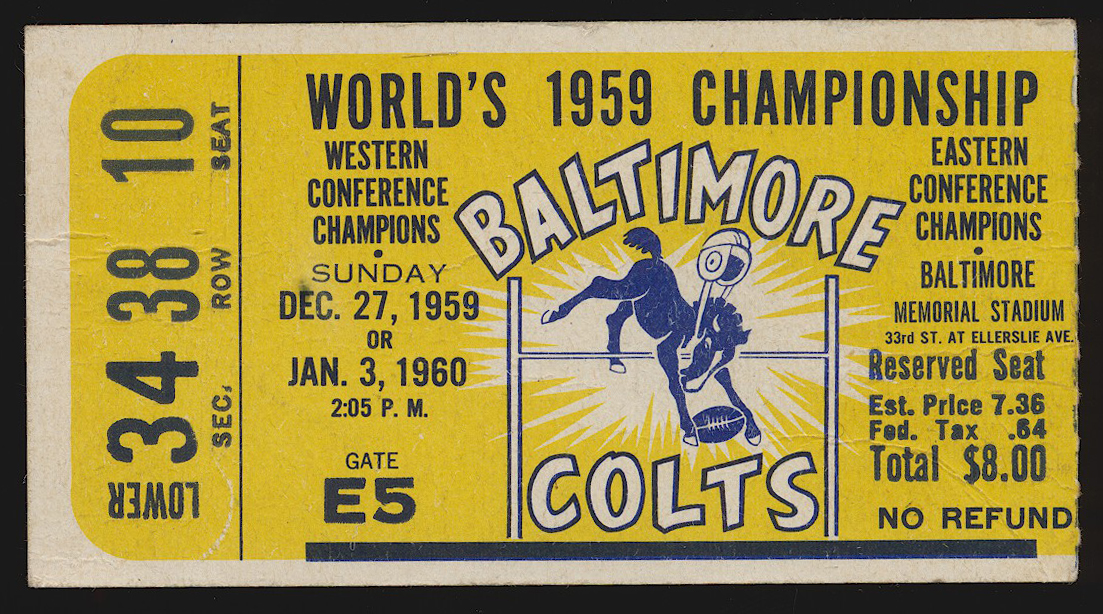 WORLD'S 1959 CHAMPIONSHIP
WESTERN
CONFERENCE
CHAMPIONS
•
SUNDAY
DEC. 27, 1959
OR
JAN. 3, 1960
2:05 P. M.
GATE
E5
BALTIMORE
COLTS
EASTERN
CONFERENCE
CHAMPIONS
•
BALTIMORE
MEMORIAL STADIUM
33rd ST. AT ELLERSLIE AVE.
Reserved Seat
Est. Price 7.36
Fed. Tax .64
Total $8.00
NO REFUND
LOWER
34 38 10
SEC. ROW SEAT